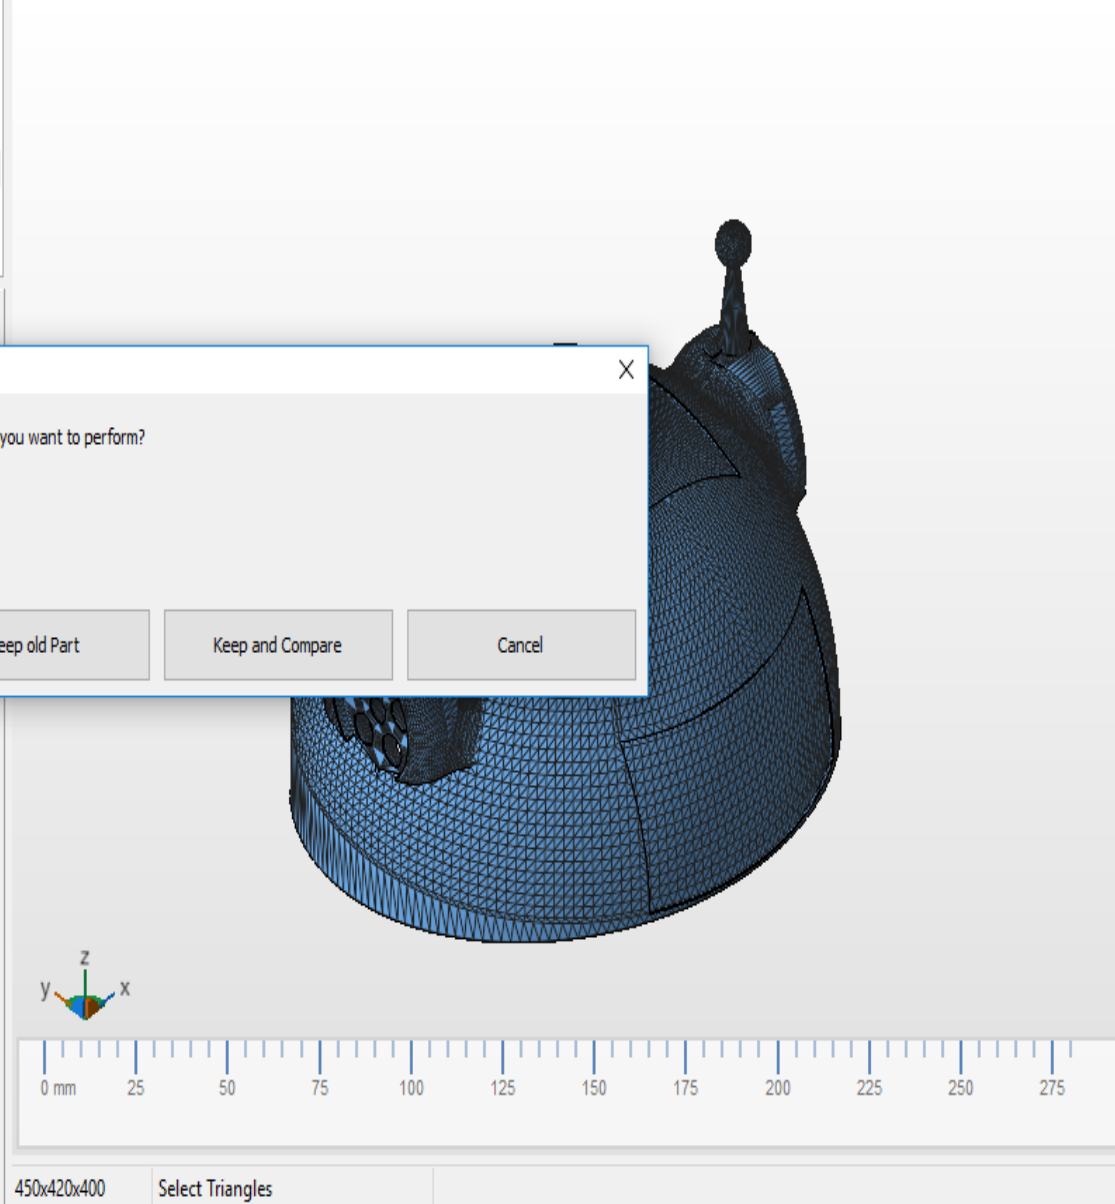 you want to perform?
eep old Part
Keep and Compare
Cancel
z
y
x
0 mm 25 50 75 100 125 150 175 200 225 250 275
450x420x400
Select Triangles